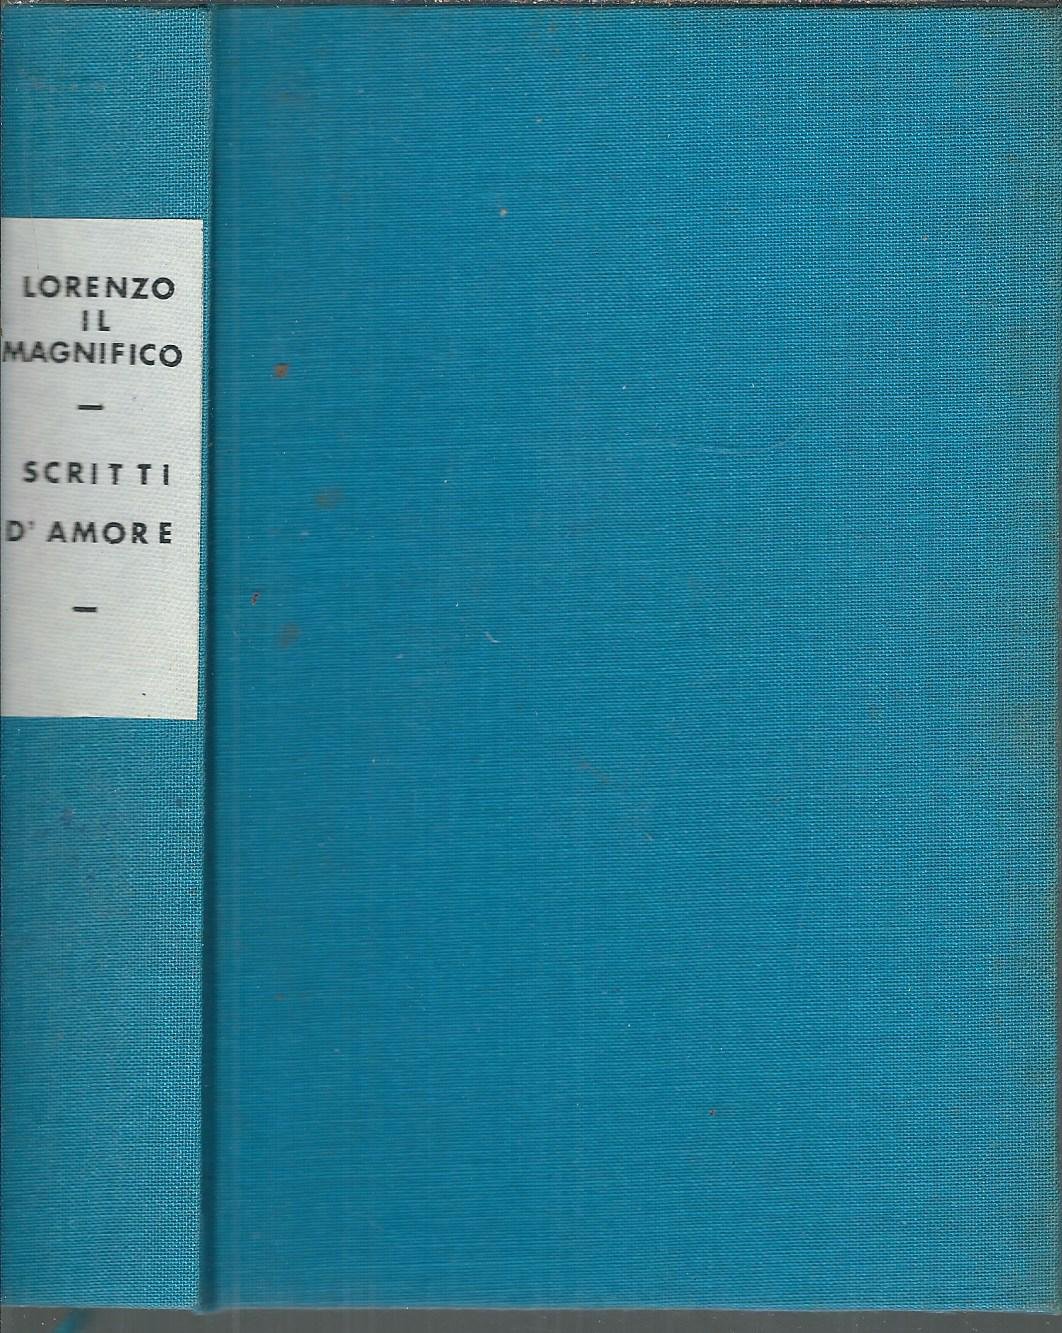 LORENZO
IL
MAGNIFICO
—
SCRITTI
D'AMORE
—